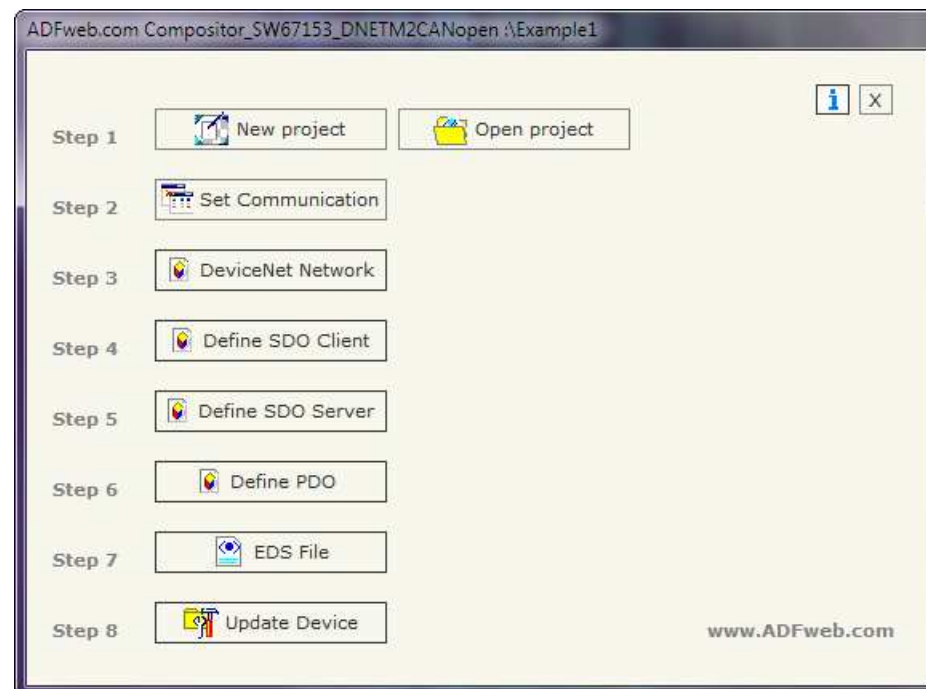 ADFweb.com Compositor_SW67153_DNETM2CANopen :\Example1
i X
Step 1 New project Open project
Step 2 Set Communication
Step 3 DeviceNet Network
Step 4 Define SDO Client
Step 5 Define SDO Server
Step 6 Define PDO
Step 7 EDS File
Step 8 Update Device www.ADFweb.com